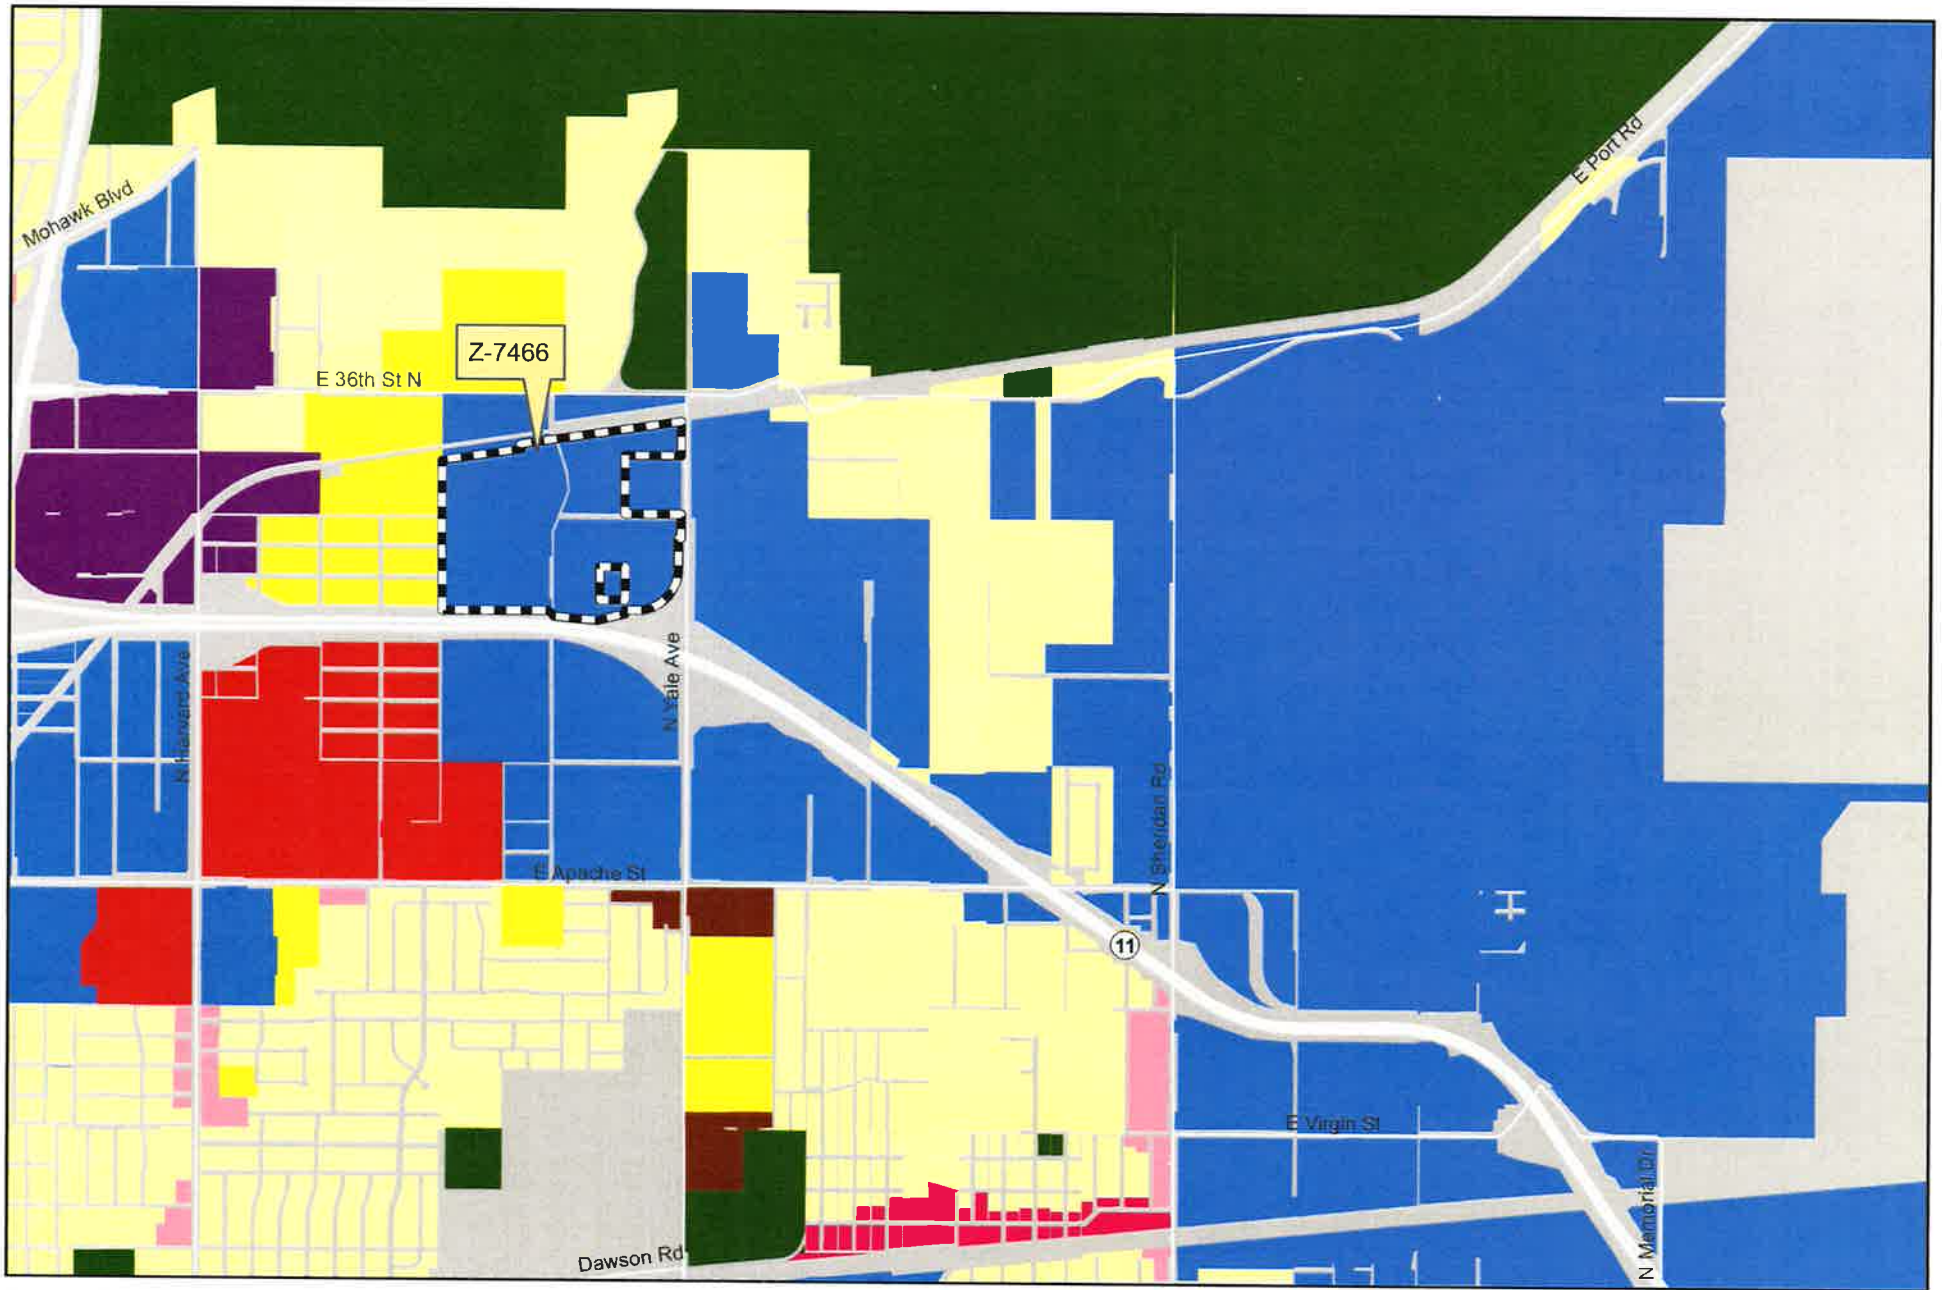 E Port Rd
Mohawk Blvd
Z-7466
E 36th St N
N Harvard Ave
N Yale Ave
N Sheridan Rd
E Apache St
11
E Virgin St
N Memorial Dr
Dawson Rd